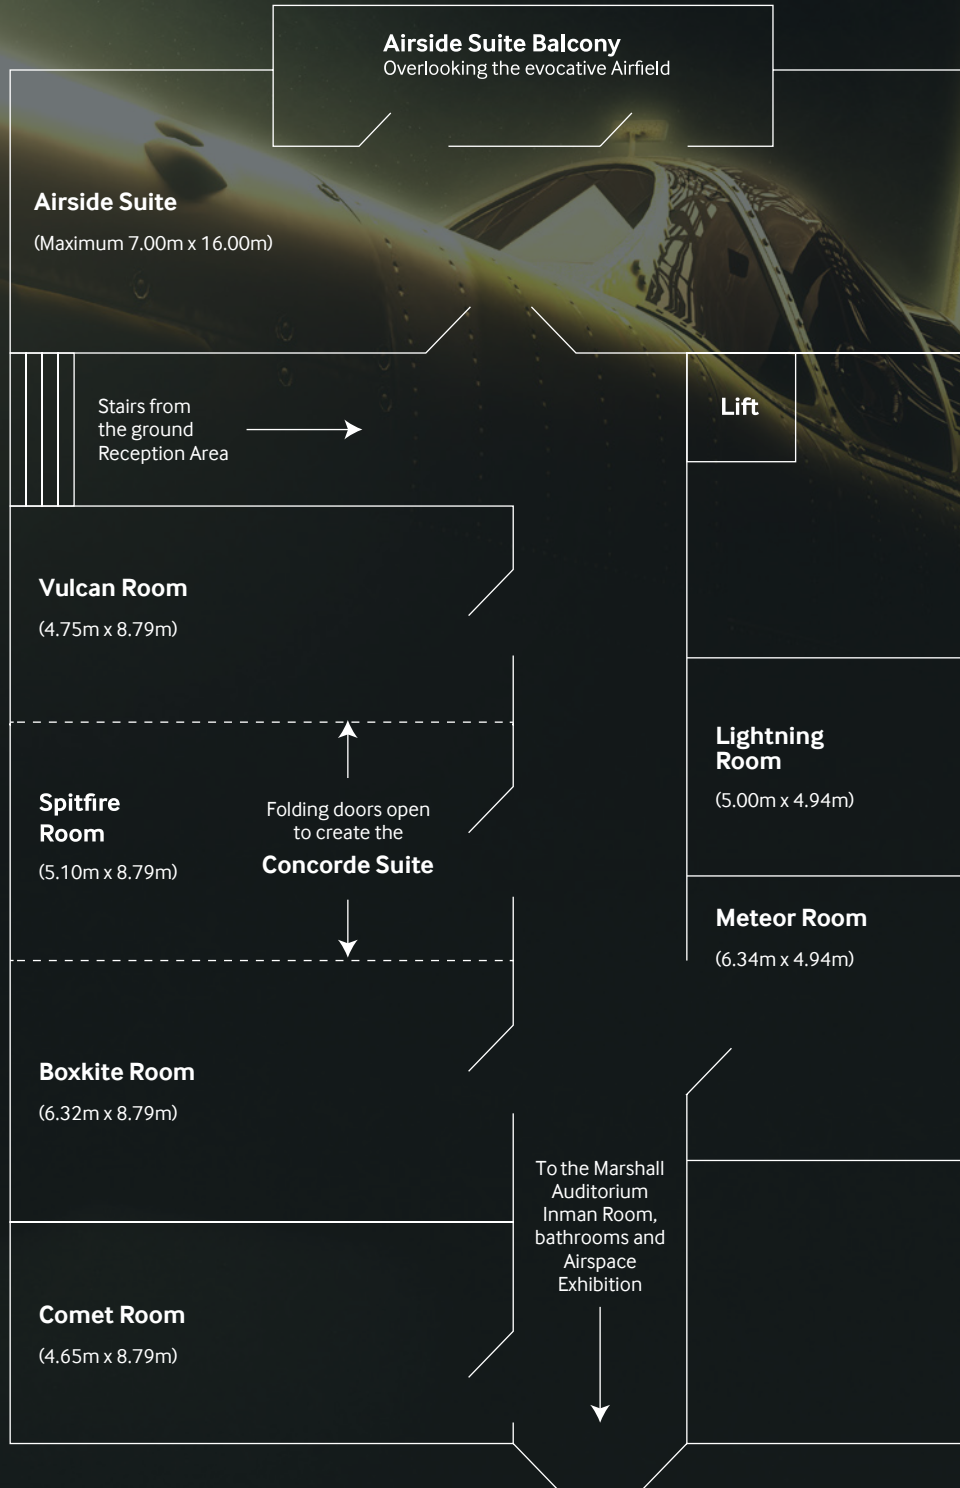 Airside Suite Balcony
Overlooking the evocative Airfield
Airside Suite
(Maximum 7.00m x 16.00m)
Stairs from
the ground
Reception Area
Lift
Vulcan Room
(4.75m x 8.79m)
Lightning
Room
(5.00m x 4.94m)
Spitfire
Room
(5.10m x 8.79m)
Folding doors open
to create the
Concorde Suite
Meteor Room
(6.34m x 4.94m)
Boxkite Room
(6.32m x 8.79m)
To the Marshall
Auditorium
Inman Room,
bathrooms and
Airspace
Exhibition
Comet Room
(4.65m x 8.79m)